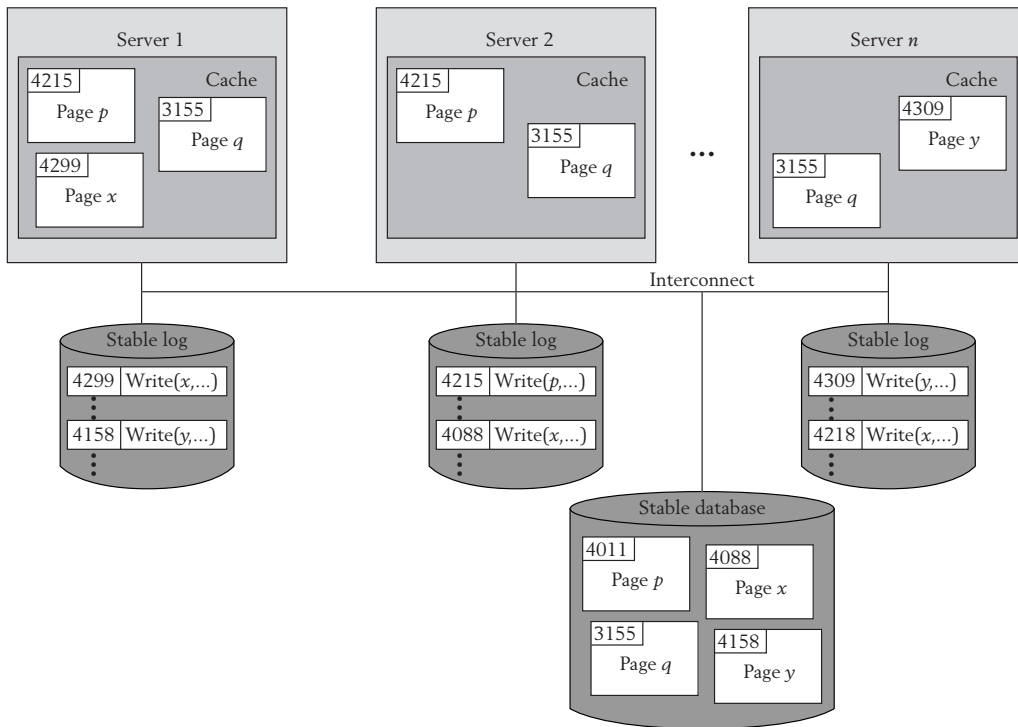 Server 1
Cache
4215
Page p
3155
Page q
4299
Page x
Server 2
Cache
4215
Page p
3155
Page q
...
Server n
Cache
4309
Page y
3155
Page q
Interconnect
Stable log
4299 Write(x,...)
4158 Write(y,...)
Stable log
4215 Write(p,...)
4088 Write(x,...)
Stable log
4309 Write(y,...)
4218 Write(x,...)
Stable database
4011
Page p
4088
Page x
3155
Page q
4158
Page y